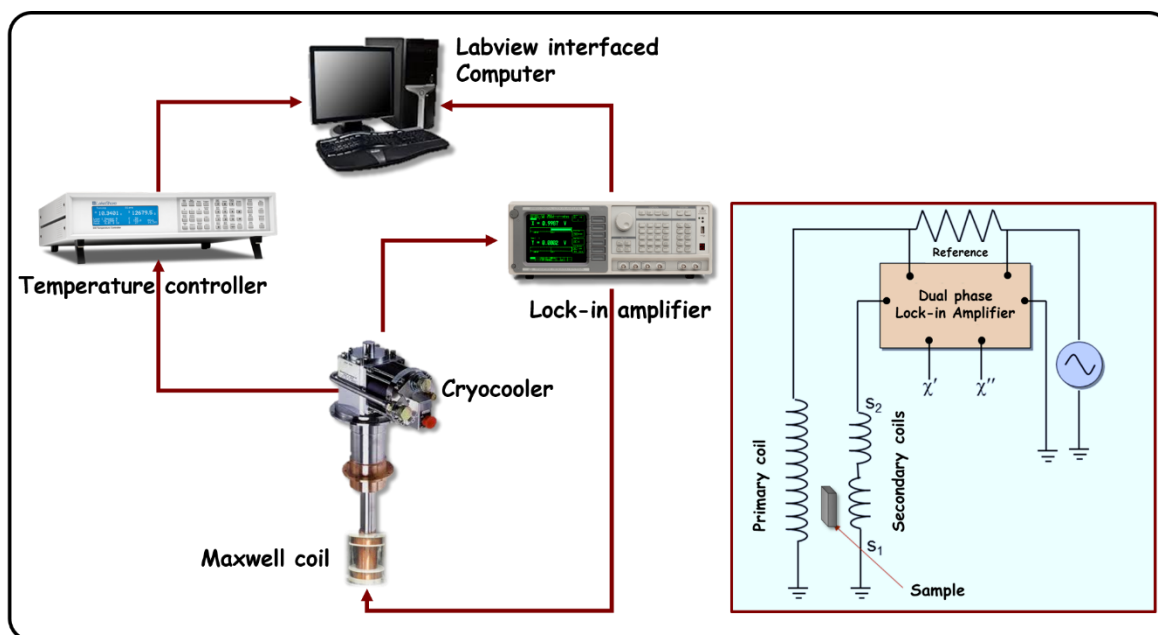 Labview interfaced
Computer
Temperature controller
Lock-in amplifier
Cryocooler
Maxwell coil
Reference
Dual phase
Lock-in Amplifier
χ'
χ''
S2
S1
Primary coil
Secondary coils
Sample